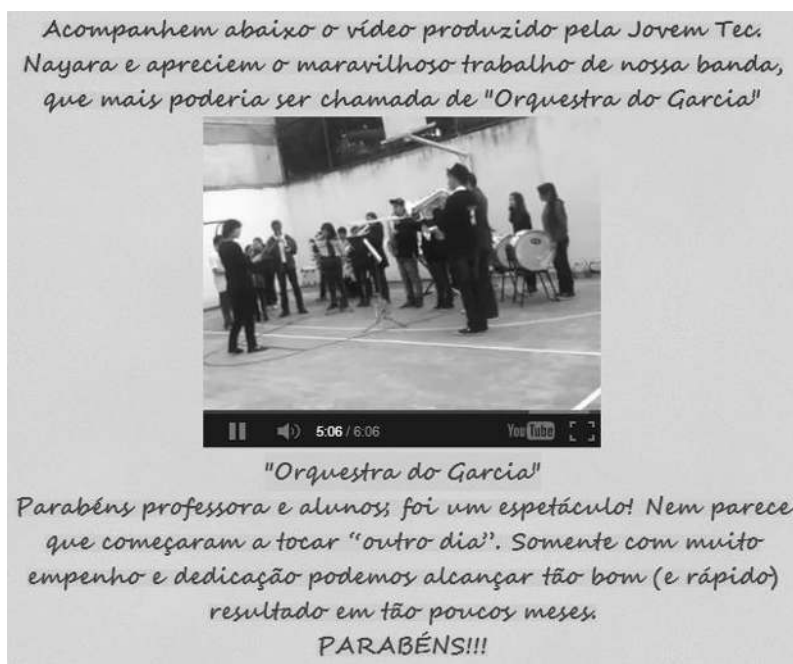 Acompanhem abaixo o vídeo produzido pela Jovem Tec.
Nayara e apreciem o maravilhoso trabalho de nossa banda,
que mais poderia ser chamada de "Orquestra do Garcia"
5:06 / 6:06
YouTube
"Orquestra do Garcia"
Parabéns professora e alunos; foi um espetáculo! Nem parece
que começaram a tocar “outro dia”. Somente com muito
empenho e dedicação podemos alcançar tão bom (e rápido)
resultado em tão poucos meses.
PARABÉNS!!!